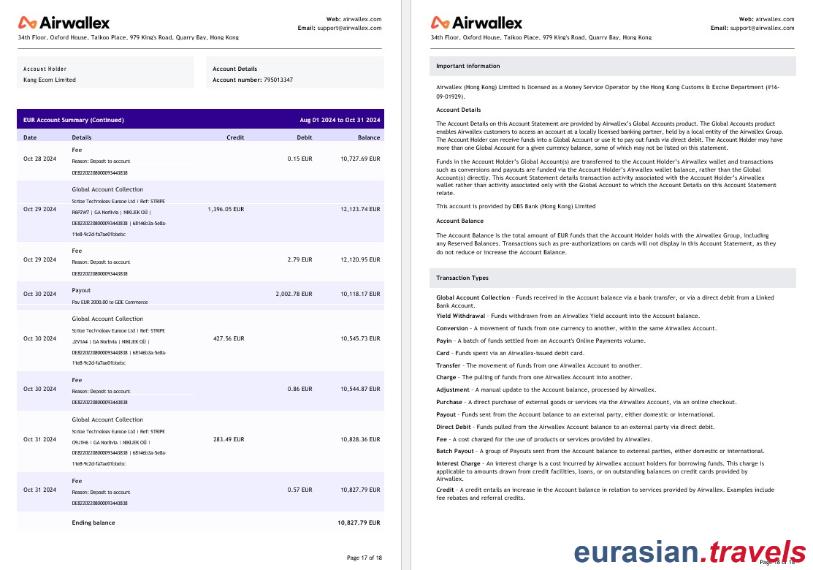 Airwallex
Web: airwallex.com
Email: support@airwallex.com
34th Floor, Oxford House, Taikoo Place, 979 King's Road, Quarry Bay, Hong Kong
Account Holder
Kang Ecom Limited
Account Details
Account number: 795013347
EUR Account Summary (Continued) Aug 01 2024 to Oct 31 2024
Date Details Credit Debit Balance
Fee
Oct 28 2024 Reason: Deposit to account 0.15 EUR 10,727.69 EUR
Global Account Collection
Stripe Technology Europe Ltd | Ref: STRIPE
Oct 29 2024 | GA Northvia | 1,396.05 EUR 12,123.74 EUR
Fee
Oct 29 2024 Reason: Deposit to account 2.79 EUR 12,120.95 EUR
Oct 30 2024 Payout 2,002.78 EUR 10,118.17 EUR
Pay EUR 2000.00 to GDE Commerce
Global Account Collection
Stripe Technology Europe Ltd | Ref: STRIPE
Oct 30 2024 | GA Northvia | 427.56 EUR 10,545.73 EUR
Fee
Oct 30 2024 Reason: Deposit to account 0.86 EUR 10,544.87 EUR
Global Account Collection
Stripe Technology Europe Ltd | Ref: STRIPE
Oct 31 2024 | GA Northvia | 283.49 EUR 10,828.36 EUR
Fee
Oct 31 2024 Reason: Deposit to account 0.57 EUR 10,827.79 EUR
Ending balance 10,827.79 EUR
Page 17 of 18
Airwallex
Web: airwallex.com
Email: support@airwallex.com
34th Floor, Oxford House, Taikoo Place, 979 King's Road, Quarry Bay, Hong Kong
Important information
Airwallex (Hong Kong) Limited is licensed as a Money Service Operator by the Hong Kong Customs & Excise Department (#16-
09-01929).
Account Details
The Account Details on this Account Statement are provided by Airwallex's Global Accounts product. The Global Accounts product
enables Airwallex customers to access an account at a locally licensed banking partner, held by a local entity of the Airwallex Group.
The Account Holder can receive funds into a Global Account or use it to pay out funds via direct debit. The Account Holder may have
more than one Global Account for a given currency balance, some of which may not be listed on this statement.
Funds in the Account Holder's Global Account(s) are transferred to the Account Holder's Airwallex wallet and transactions
such as conversions and payouts are funded via the Account Holder's Airwallex wallet balance, rather than the Global
Account(s) directly. This Account Statement details transaction activity associated with the Account Holder's Airwallex
wallet rather than activity associated only with the Global Account to which the Account Details on this Account Statement
relate.
This account is provided by DBS Bank (Hong Kong) Limited
Account Balance
The Account Balance is the total amount of EUR funds that the Account Holder holds with the Airwallex Group, including
any Reserved Balances. Transactions such as pre-authorizations on cards will not display in this Account Statement, as they
do not reduce or increase the Account Balance.
Transaction Types
Global Account Collection - Funds received in the Account balance via a bank transfer, or via a direct debit from a Linked
Bank Account.
Yield Withdrawal - Funds withdrawn from an Airwallex Yield account into the Account balance.
Conversion - A movement of funds from one currency to another, within the same Airwallex Account.
Payin - A batch of funds settled from an Account's Online Payments volume.
Card - Funds spent via an Airwallex-issued debit card.
Transfer - The movement of funds from one Airwallex Account to another.
Charge - The pulling of funds from one Airwallex Account into another.
Adjustment - A manual update to the Account balance, processed by Airwallex.
Purchase - A direct purchase of external goods or services via the Airwallex Account, via an online checkout.
Payout - Funds sent from the Account balance to an external party, either domestic or international.
Direct Debit - Funds pulled from the Airwallex Account balance to an external party via direct debit.
Fee - A cost charged for the use of products or services provided by Airwallex.
Batch Payout - A group of Payouts sent from the Account balance to external parties, either domestic or international.
Interest Charge - An interest charge is a cost incurred by Airwallex account holders for borrowing funds. This charge is
applicable to amounts drawn from credit facilities, loans, or on outstanding balances on credit cards provided by
Airwallex.
Credit - A credit entails an increase in the Account balance in relation to services provided by Airwallex. Examples include
fee rebates and referral credits.
eurasian.travels
Page 18 of 18